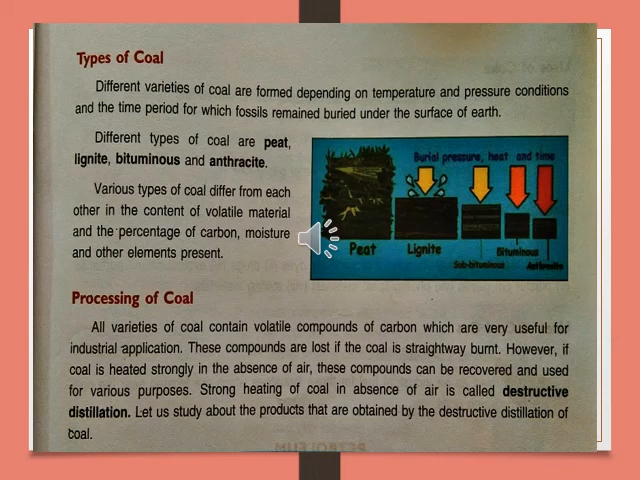 Types of Coal
Different varieties of coal are formed depending on temperature and pressure conditions
and the time period for which fossils remained buried under the surface of earth.
Different types of coal are peat,
lignite, bituminous and anthracite.
Various types of coal differ from each
other in the content of volatile material
and the percentage of carbon, moisture
and other elements present.
Burial pressure, heat and time
Peat
Lignite
Sub-bituminous
Bituminous
Anthracite
Processing of Coal
All varieties of coal contain volatile compounds of carbon which are very useful for
industrial application. These compounds are lost if the coal is straightway burnt. However, if
coal is heated strongly in the absence of air, these compounds can be recovered and used
for various purposes. Strong heating of coal in absence of air is called destructive
distillation. Let us study about the products that are obtained by the destructive distillation of
coal.
PETROLEUM